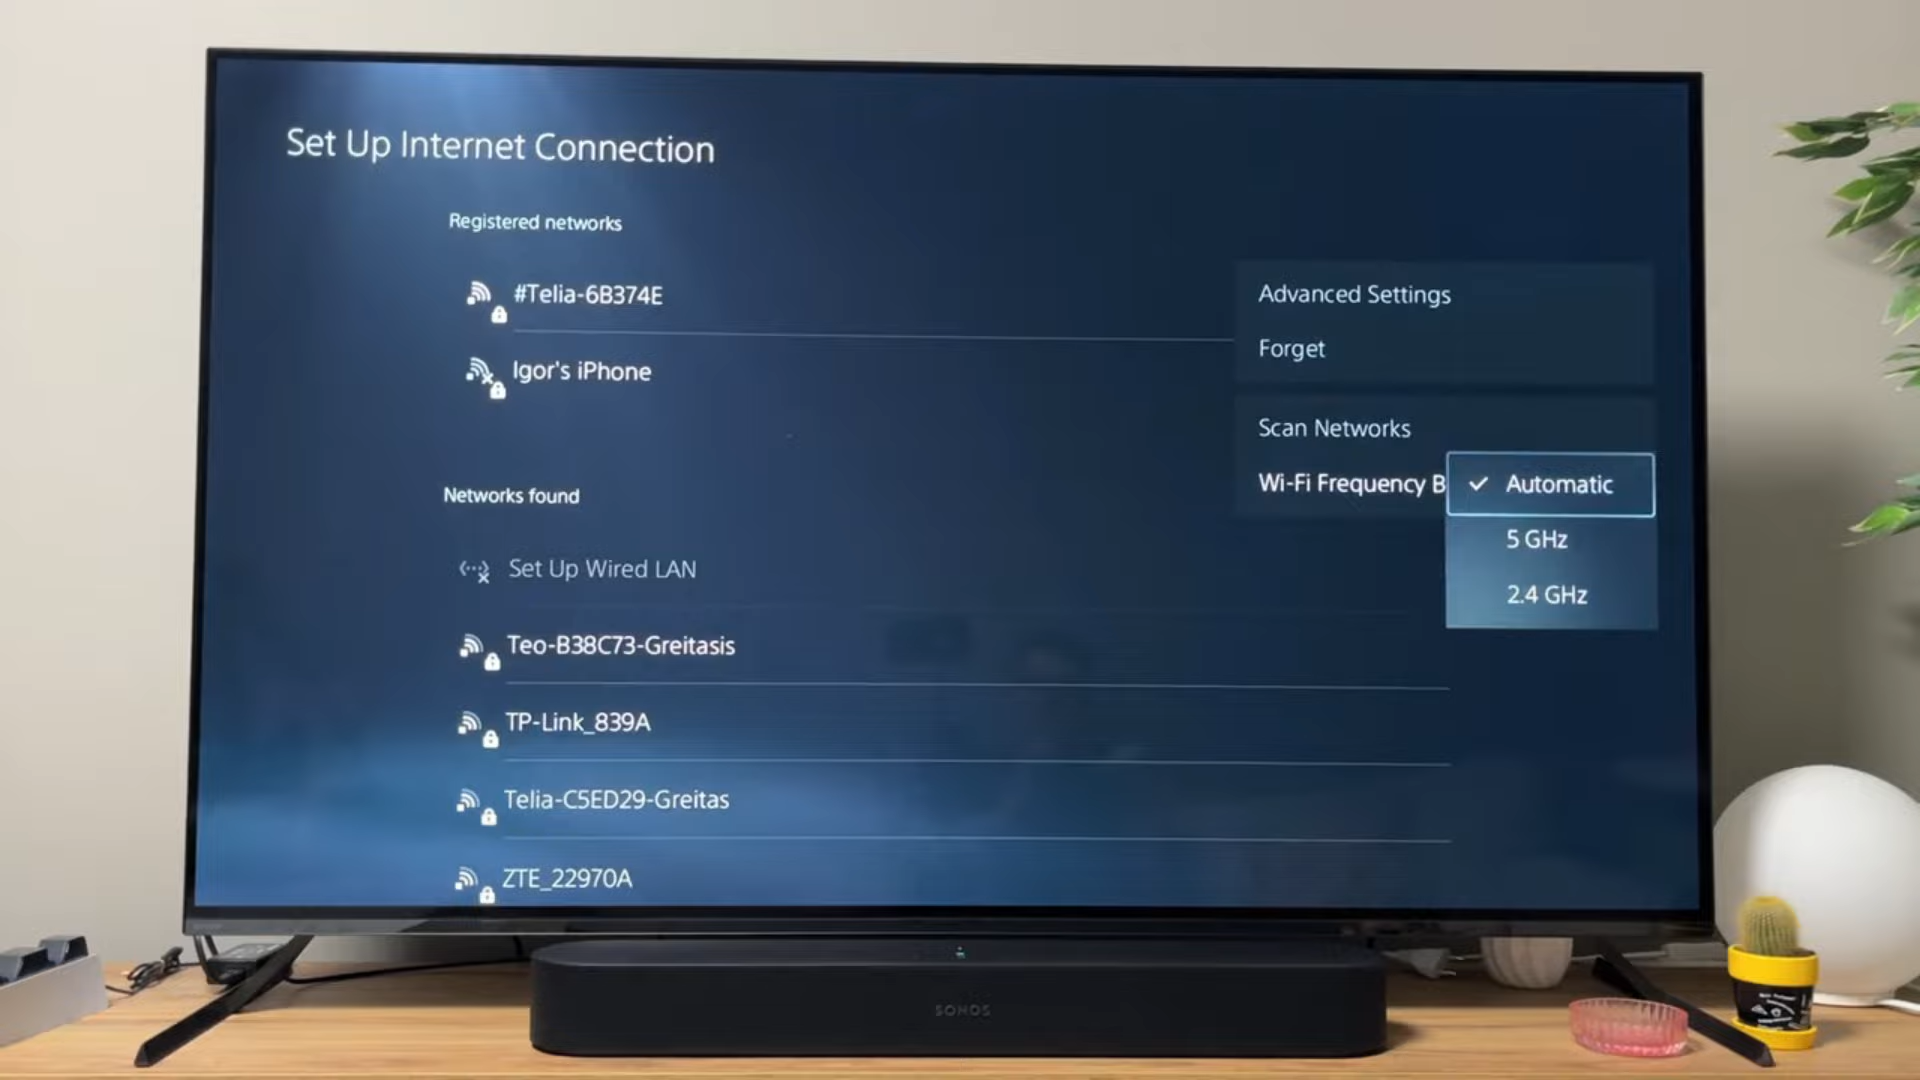 Set Up Internet Connection
Registered networks
#Telia-6B374E
Igor's iPhone
Advanced Settings
Forget
Scan Networks
Wi-Fi Frequency B
Automatic
5 GHz
2.4 GHz
Networks found
Set Up Wired LAN
Teo-B38C73-Greitasis
TP-Link_839A
Telia-C5ED29-Greitas
ZTE_22970A
SONOS